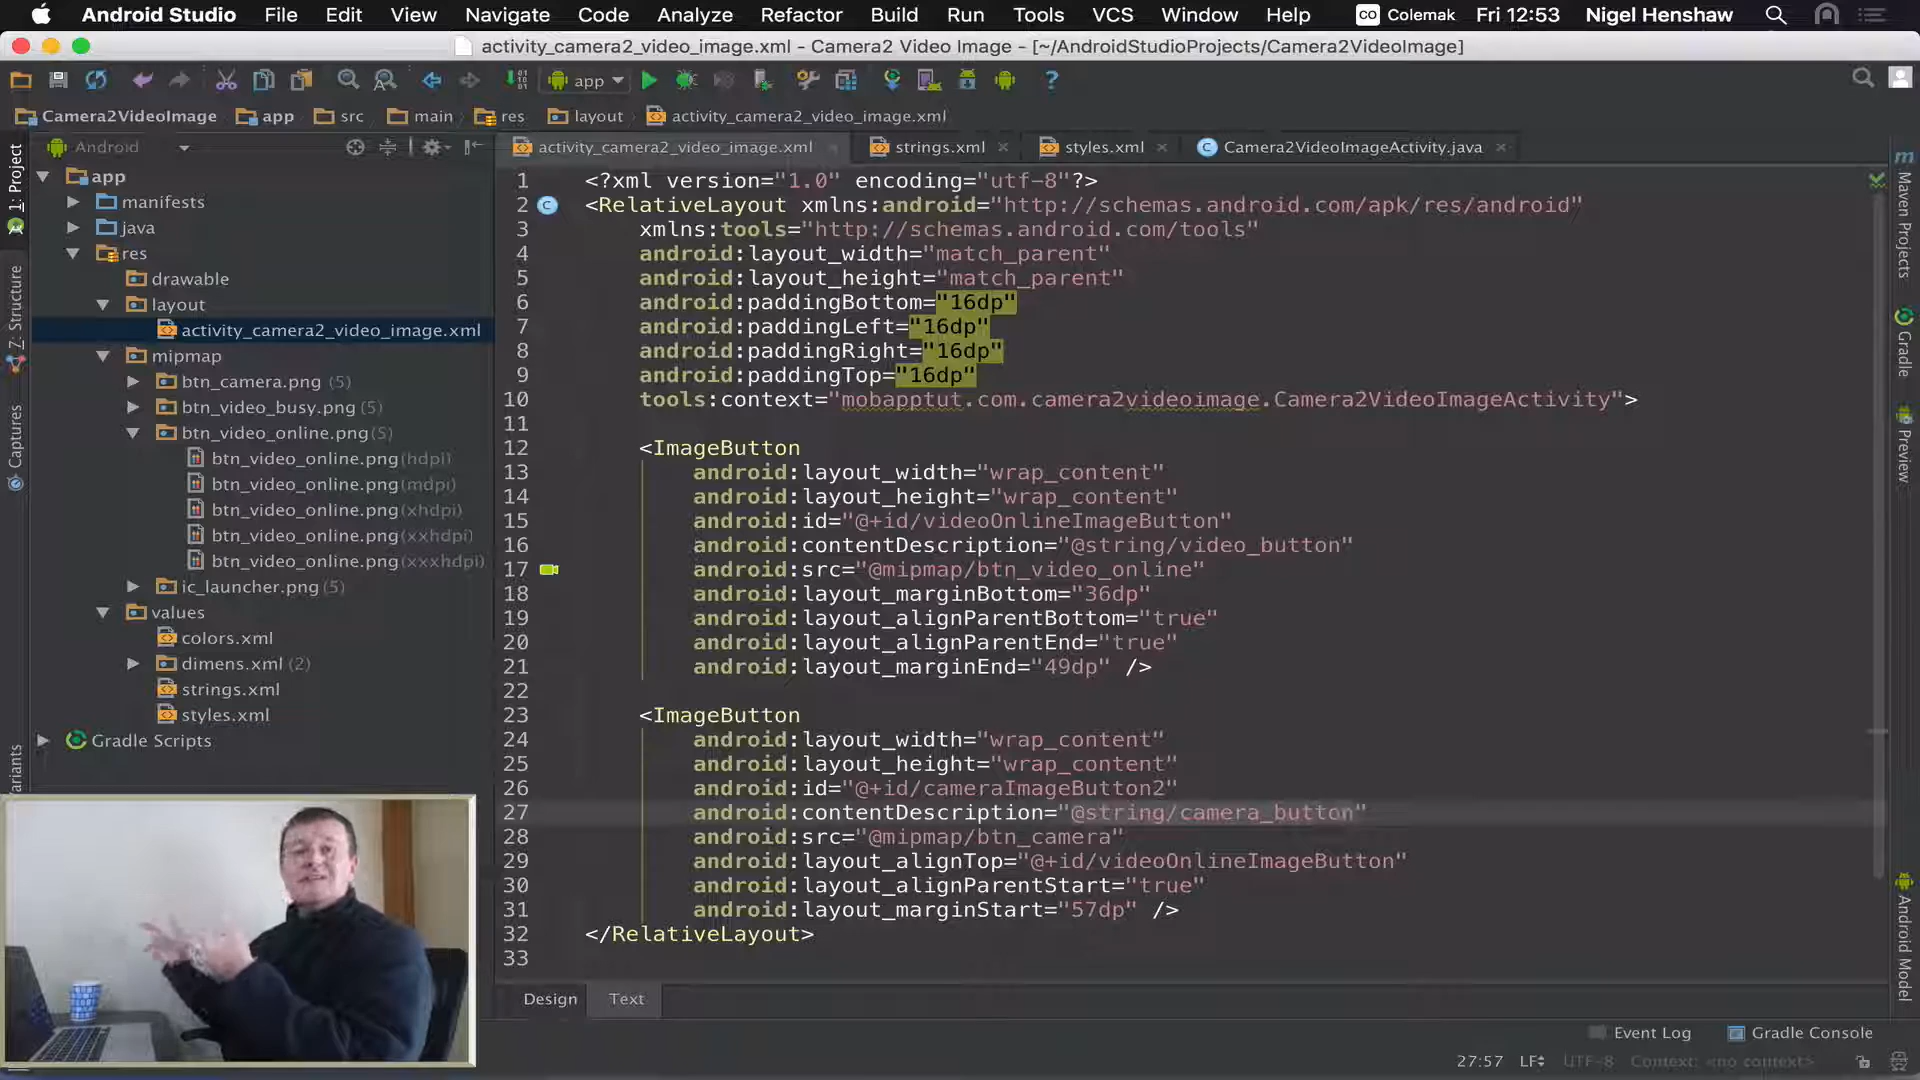 Android Studio File Edit View Navigate Code Analyze Refactor Build Run Tools VCS Window Help CO Colemak Fri 12:53 Nigel Henshaw
activity_camera2_video_image.xml - Camera2 Video Image - [~/AndroidStudioProjects/Camera2VideoImage]
app
Camera2VideoImage app src main res layout activity_camera2_video_image.xml
Android
activity_camera2_video_image.xml strings.xml styles.xml Camera2VideoImageActivity.java
1: Project
7: Structure
Captures
app
manifests
java
res
drawable
layout
activity_camera2_video_image.xml
mipmap
btn_camera.png (5)
btn_video_busy.png (5)
btn_video_online.png (5)
btn_video_online.png (hdpi)
btn_video_online.png (mdpi)
btn_video_online.png (xhdpi)
btn_video_online.png (xxhdpi)
btn_video_online.png (xxxhdpi)
ic_launcher.png (5)
values
colors.xml
dimens.xml (2)
strings.xml
styles.xml
Gradle Scripts
1 <?xml version="1.0" encoding="utf-8"?>
2 <RelativeLayout xmlns:android="http://schemas.android.com/apk/res/android"
3 xmlns:tools="http://schemas.android.com/tools"
4 android:layout_width="match_parent"
5 android:layout_height="match_parent"
6 android:paddingBottom="16dp"
7 android:paddingLeft="16dp"
8 android:paddingRight="16dp"
9 android:paddingTop="16dp"
10 tools:context="mobapptut.com.camera2videoimage.Camera2VideoImageActivity">
11
12 <ImageButton
13 android:layout_width="wrap_content"
14 android:layout_height="wrap_content"
15 android:id="@+id/videoOnlineImageButton"
16 android:contentDescription="@string/video_button"
17 android:src="@mipmap/btn_video_online"
18 android:layout_marginBottom="36dp"
19 android:layout_alignParentBottom="true"
20 android:layout_alignParentEnd="true"
21 android:layout_marginEnd="49dp" />
22
23 <ImageButton
24 android:layout_width="wrap_content"
25 android:layout_height="wrap_content"
26 android:id="@+id/cameraImageButton2"
27 android:contentDescription="@string/camera_button"
28 android:src="@mipmap/btn_camera"
29 android:layout_alignTop="@+id/videoOnlineImageButton"
30 android:layout_alignParentStart="true"
31 android:layout_marginStart="57dp" />
32 </RelativeLayout>
33
Design Text
Maven Projects
Gradle
Preview
Android Model
Event Log Gradle Console
27:57 LF UTF-8 Context: <no context>